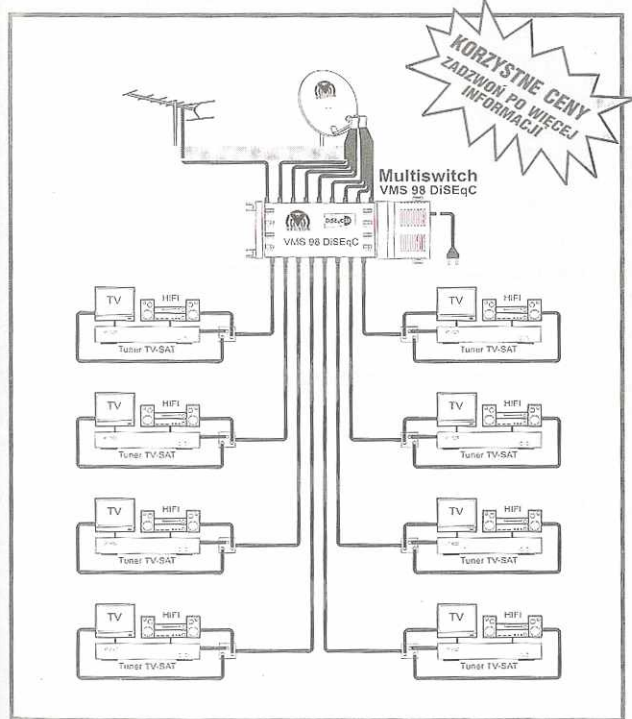 KORZYSTNE CENY
ZADZWOŃ PO WIĘCEJ
INFORMACJI
Multiswitch
VMS 98 DiSEqC
DiSEqC
VMS 98 DiSEqC
TV HIFI
Tuner TV-SAT
TV HIFI
Tuner TV-SAT
TV HIFI
Tuner TV-SAT
TV HIFI
Tuner TV-SAT
TV HIFI
Tuner TV-SAT
TV HIFI
Tuner TV-SAT
TV HIFI
Tuner TV-SAT
TV HIFI
Tuner TV-SAT